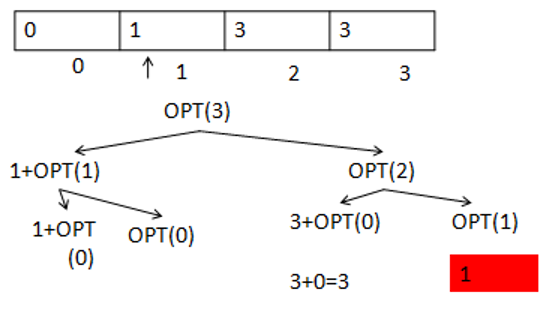 0 1 3 3
0 1 2 3
OPT(3)
1+OPT(1) OPT(2)
1+OPT
(0)
OPT(0)
3+OPT(0) OPT(1)
3+0=3
1